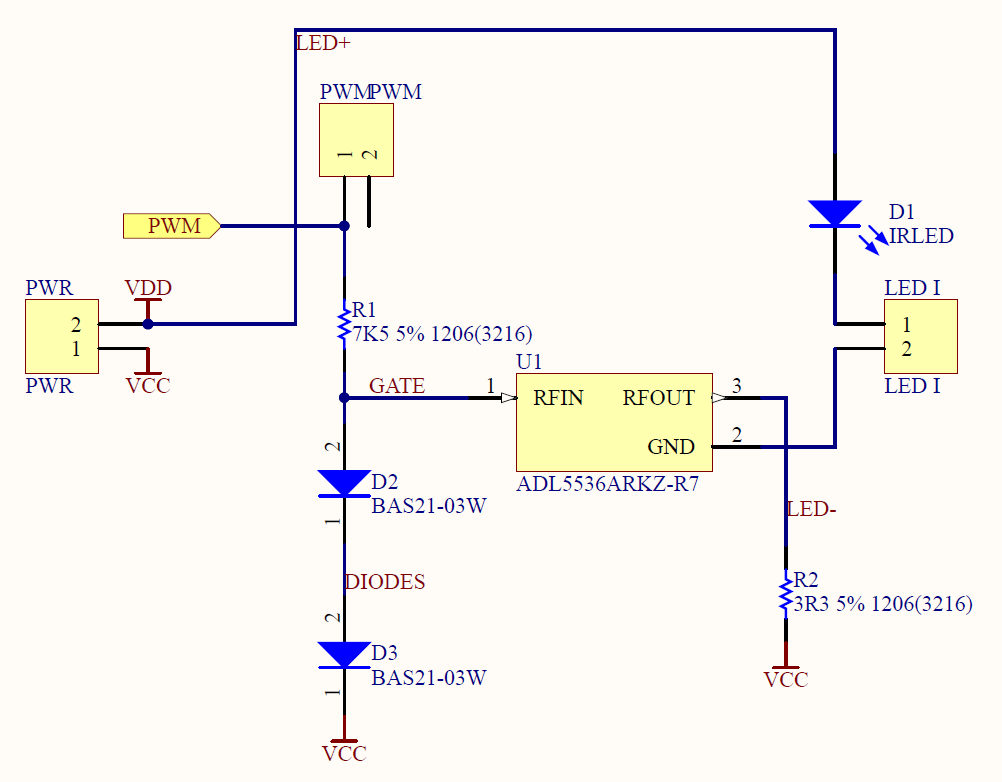 LED+
PWM PWM
1 2
PWM
D1
IRLED
PWR
VDD
2
1
PWR
VCC
LED I
1
2
LED I
R1
7K5 5% 1206(3216)
U1
GATE
1
RFIN
RFOUT
3
GND
2
ADL5536ARKZ-R7
2
D2
BAS21-03W
1
LED-
DIODES
R2
3R3 5% 1206(3216)
2
D3
BAS21-03W
1
VCC
VCC